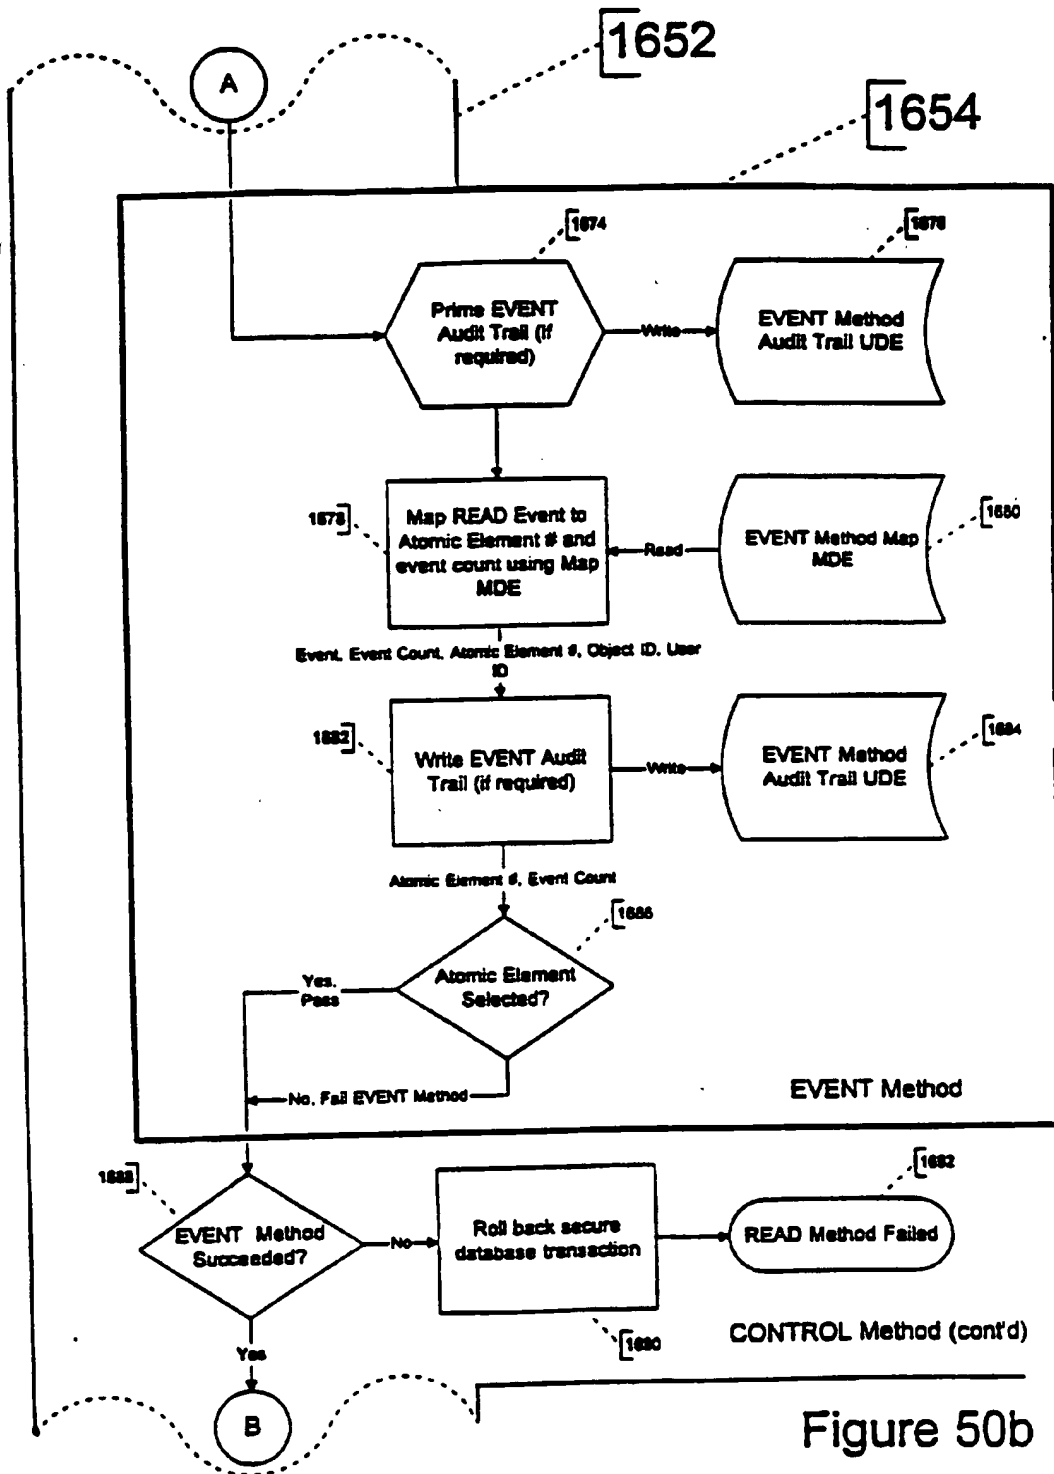 1652
A
1654
1674
1676
Prime EVENT
Audit Trail (if
required)
Write
EVENT Method
Audit Trail UDE
1678
Map READ Event to
Atomic Element # and
event count using Map
MDE
Read
EVENT Method Map
MDE
1680
Event, Event Count, Atomic Element #, Object ID, User
ID
1682
Write EVENT Audit
Trail (if required)
Write
EVENT Method
Audit Trail UDE
1684
Atomic Element #, Event Count
1686
Atomic Element
Selected?
Yes,
Pass
No, Fail EVENT Method
EVENT Method
1688
EVENT Method
Succeeded?
No
Roll back secure
database transaction
1692
READ Method Failed
1690
CONTROL Method (cont'd)
Yes
B
Figure 50b